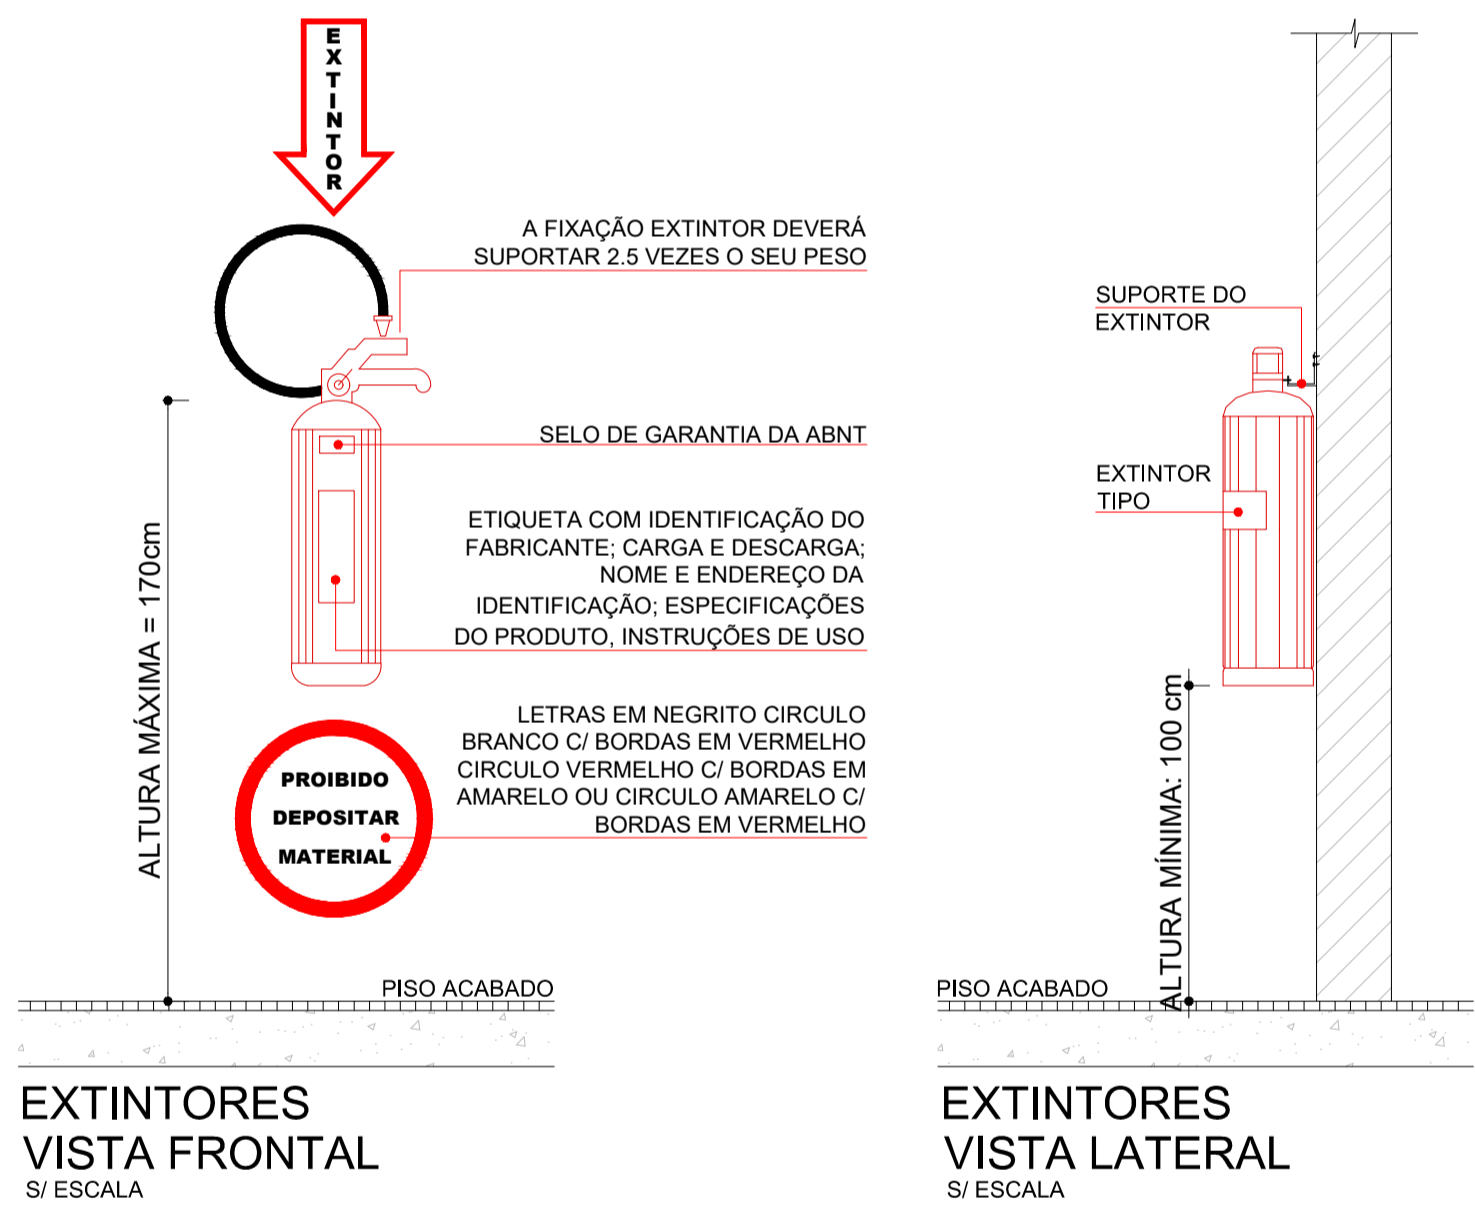 EXTINTOR
A FIXAÇÃO EXTINTOR DEVERÁ
SUPORTAR 2.5 VEZES O SEU PESO
SELO DE GARANTIA DA ABNT
ETIQUETA COM IDENTIFICAÇÃO DO
FABRICANTE; CARGA E DESCARGA;
NOME E ENDEREÇO DA
IDENTIFICAÇÃO; ESPECIFICAÇÕES
DO PRODUTO, INSTRUÇÕES DE USO
LETRAS EM NEGRITO CIRCULO
BRANCO C/ BORDAS EM VERMELHO
CIRCULO VERMELHO C/ BORDAS EM
AMARELO OU CIRCULO AMARELO C/
BORDAS EM VERMELHO
ALTURA MÁXIMA = 170cm
PROIBIDO
DEPOSITAR
MATERIAL
PISO ACABADO
EXTINTORES
VISTA FRONTAL
S/ ESCALA
SUPORTE DO
EXTINTOR
EXTINTOR
TIPO
ALTURA MÍNIMA: 100 cm
PISO ACABADO
EXTINTORES
VISTA LATERAL
S/ ESCALA